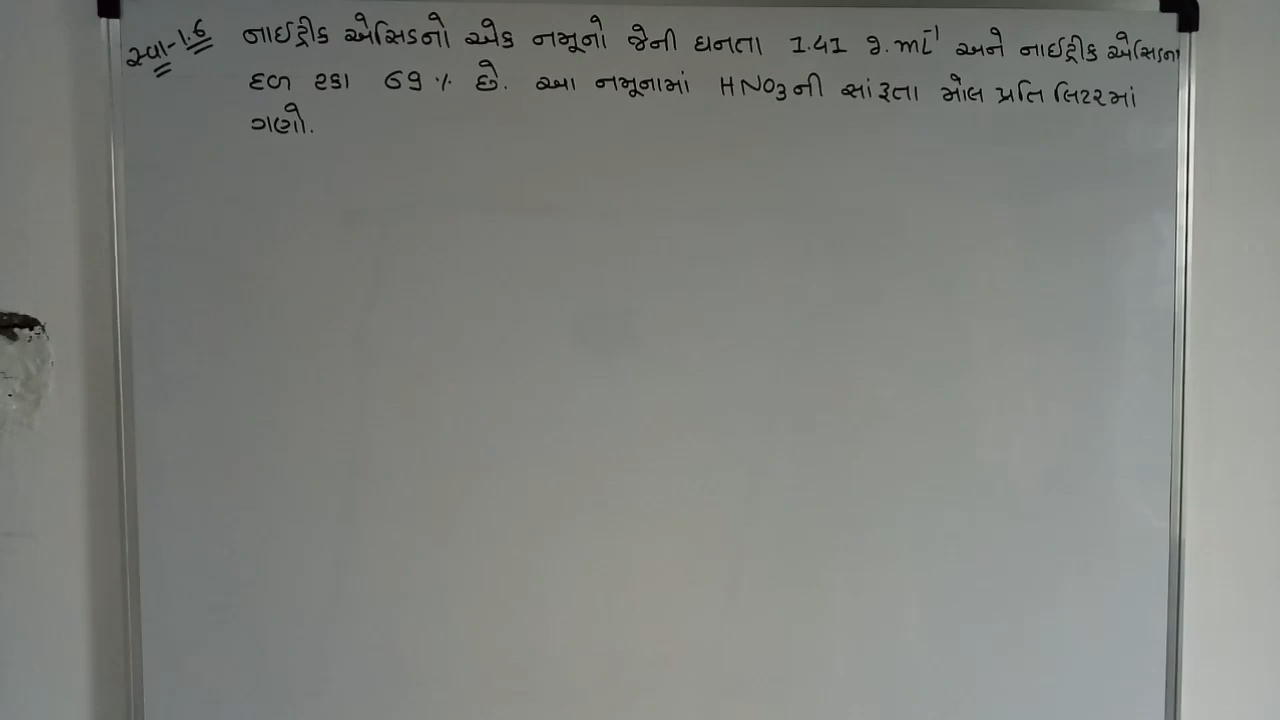 સ્વા-1.6 નાઈટ્રીક એસિડનો એક નમૂનો જેની ઘનતા 1.41 ગ્રા. mL⁻¹ અને નાઈટ્રીક એસિડના
દળ ટકા 69 % છે. આ નમૂનામાં HNO₃ની સાંદ્રતા મોલ પ્રતિ લિટરમાં
ગણો.